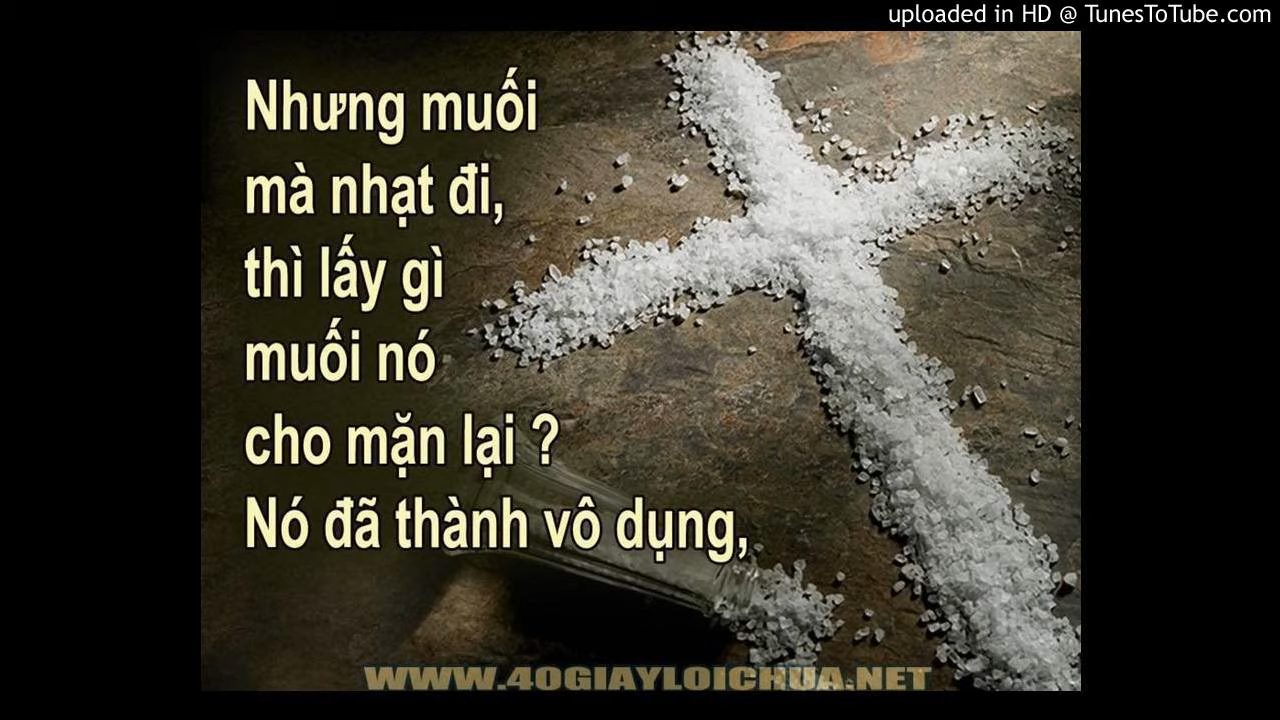 uploaded in HD @ TunesToTube.com
Nhưng muối
mà nhạt đi,
thì lấy gì
muối nó
cho mặn lại ?
Nó đã thành vô dụng,
WWW.40GIAYLOICHUA.NET